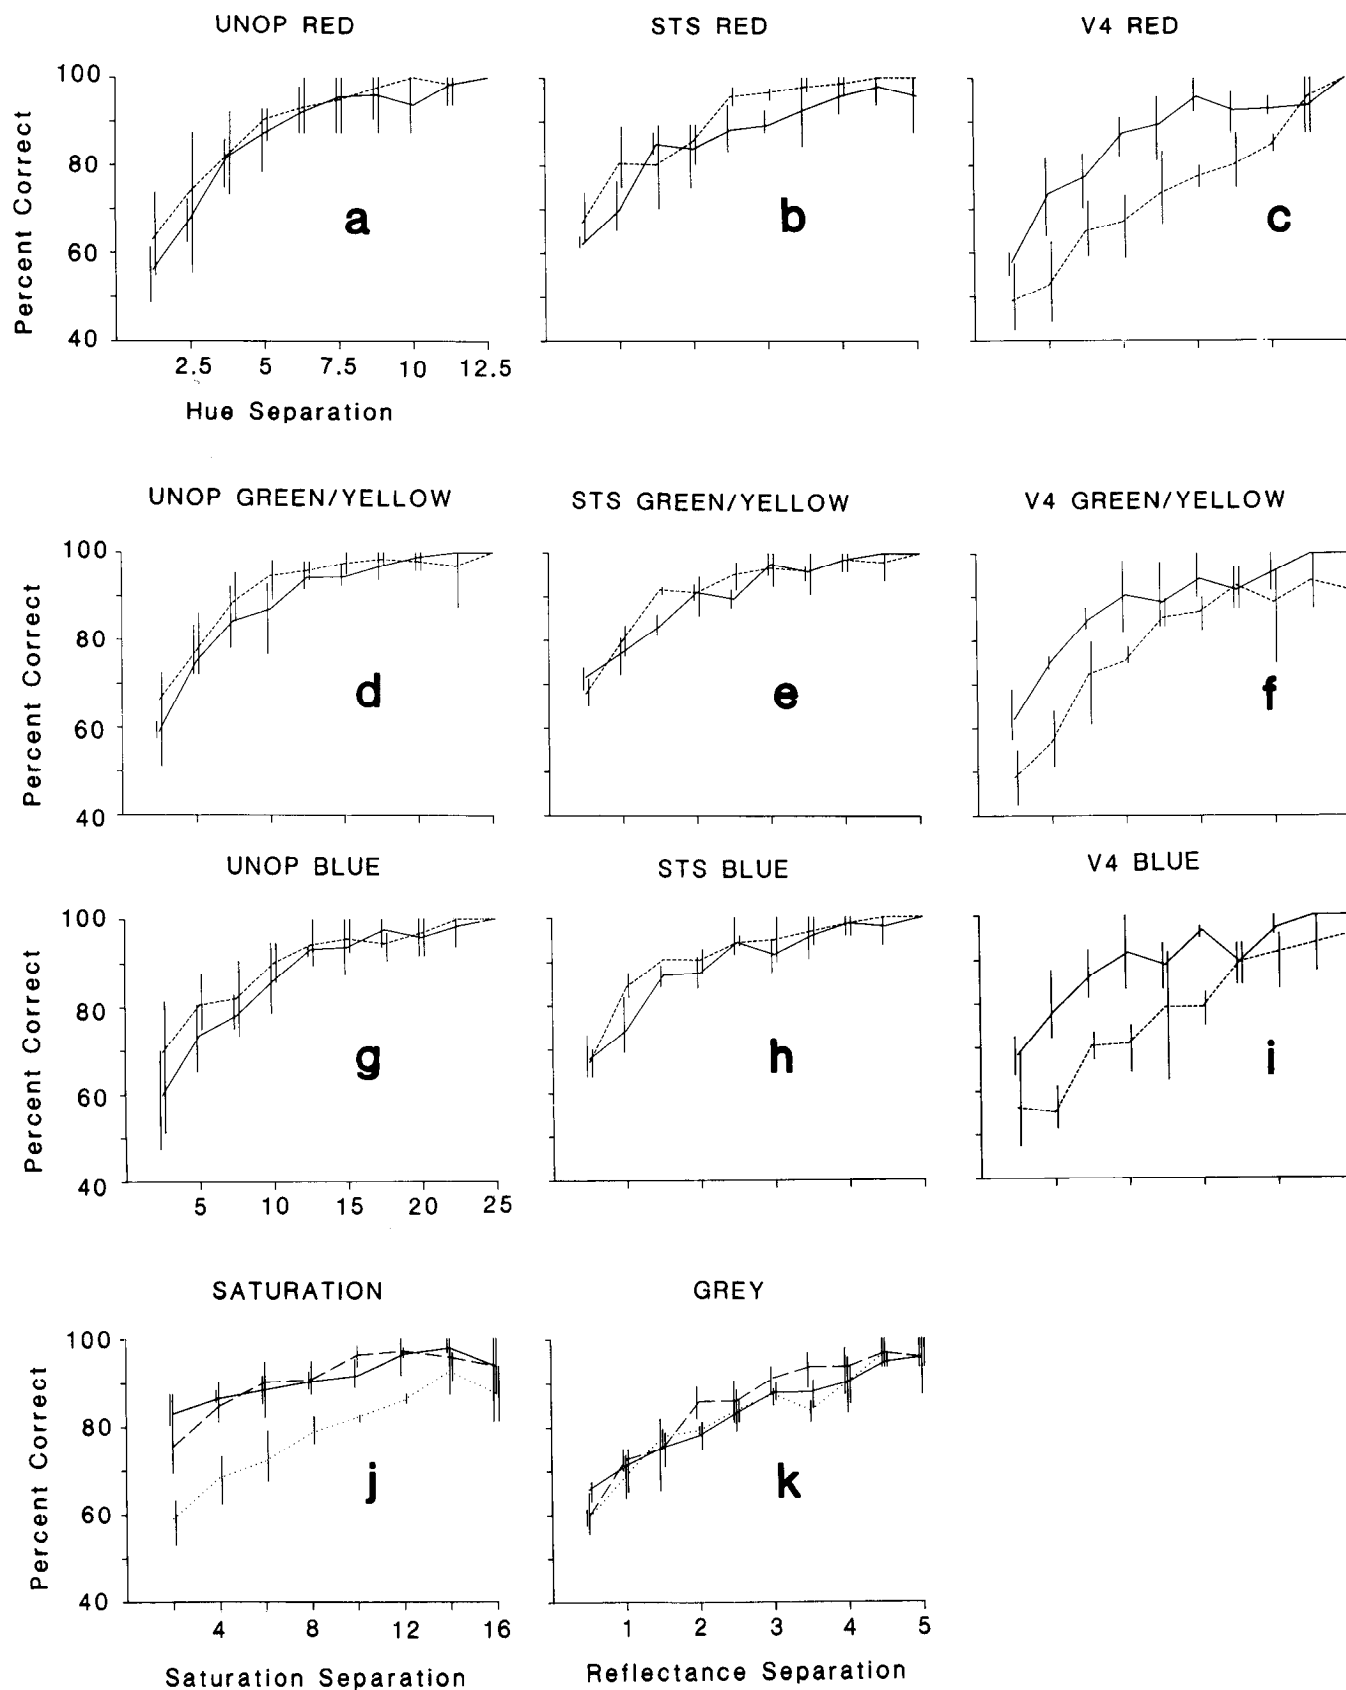 UNOP RED
STS RED
V4 RED
Percent Correct
100
80
60
40
a
b
c
2.5
5
7.5
10
12.5
Hue Separation
UNOP GREEN/YELLOW
STS GREEN/YELLOW
V4 GREEN/YELLOW
Percent Correct
100
80
60
40
d
e
f
UNOP BLUE
STS BLUE
V4 BLUE
Percent Correct
100
80
60
40
g
h
i
5
10
15
20
25
SATURATION
GREY
Percent Correct
100
80
60
40
j
k
4
8
12
16
1
2
3
4
5
Saturation Separation
Reflectance Separation